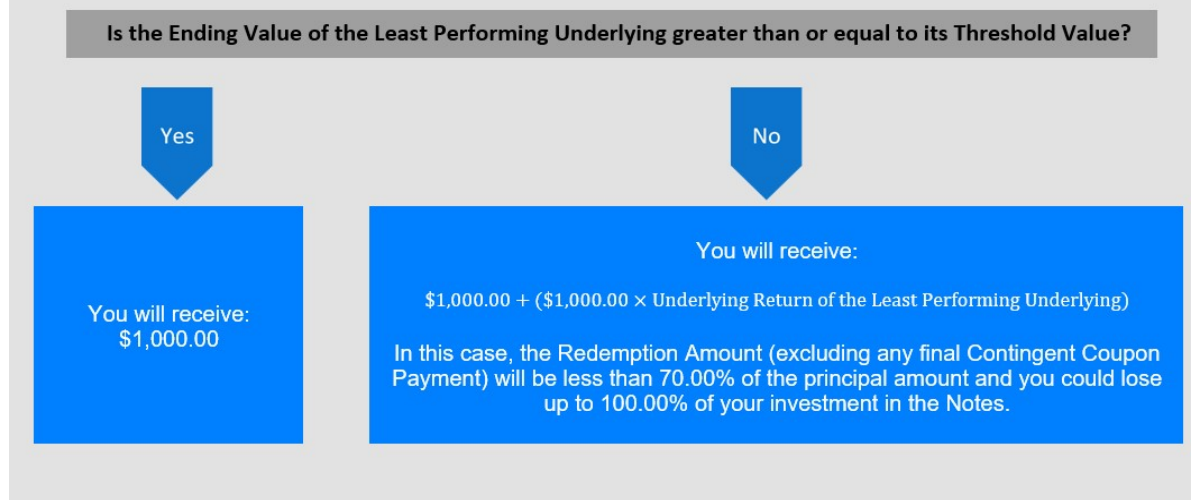 Is the Ending Value of the Least Performing Underlying greater than or equal to its Threshold Value?
Yes
No
You will receive:
$1,000.00
You will receive:
$1,000.00 + ($1,000.00 × Underlying Return of the Least Performing Underlying)
In this case, the Redemption Amount (excluding any final Contingent Coupon
Payment) will be less than 70.00% of the principal amount and you could lose
up to 100.00% of your investment in the Notes.